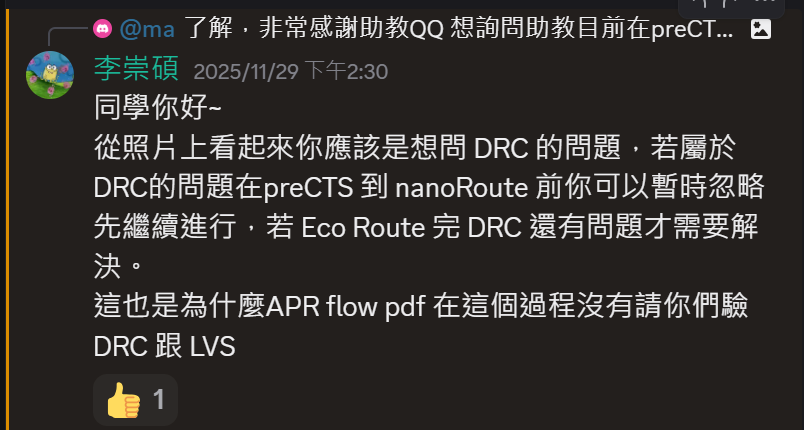 @ma 了解，非常感謝助教QQ 想詢問助教目前在preCT...
李崇碩 2025/11/29 下午2:30
同學你好~
從照片上看起來你應該是想問 DRC 的問題，若屬於
DRC的問題在preCTS 到 nanoRoute 前你可以暫時忽略
先繼續進行，若 Eco Route 完 DRC 還有問題才需要解
決。
這也是為什麼APR flow pdf 在這個過程沒有請你們驗
DRC 跟 LVS
1